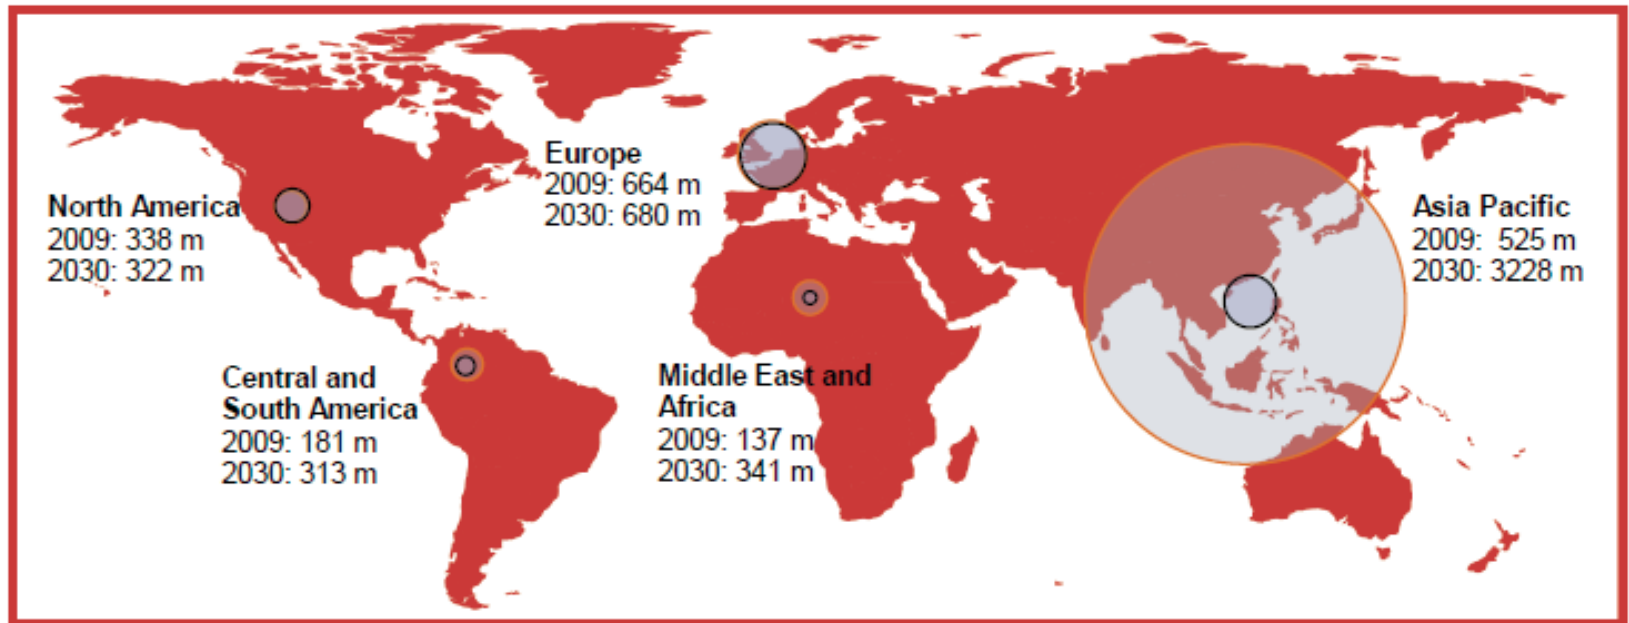 North America
2009: 338 m
2030: 322 m
Europe
2009: 664 m
2030: 680 m
Asia Pacific
2009: 525 m
2030: 3228 m
Central and
South America
2009: 181 m
2030: 313 m
Middle East and
Africa
2009: 137 m
2030: 341 m